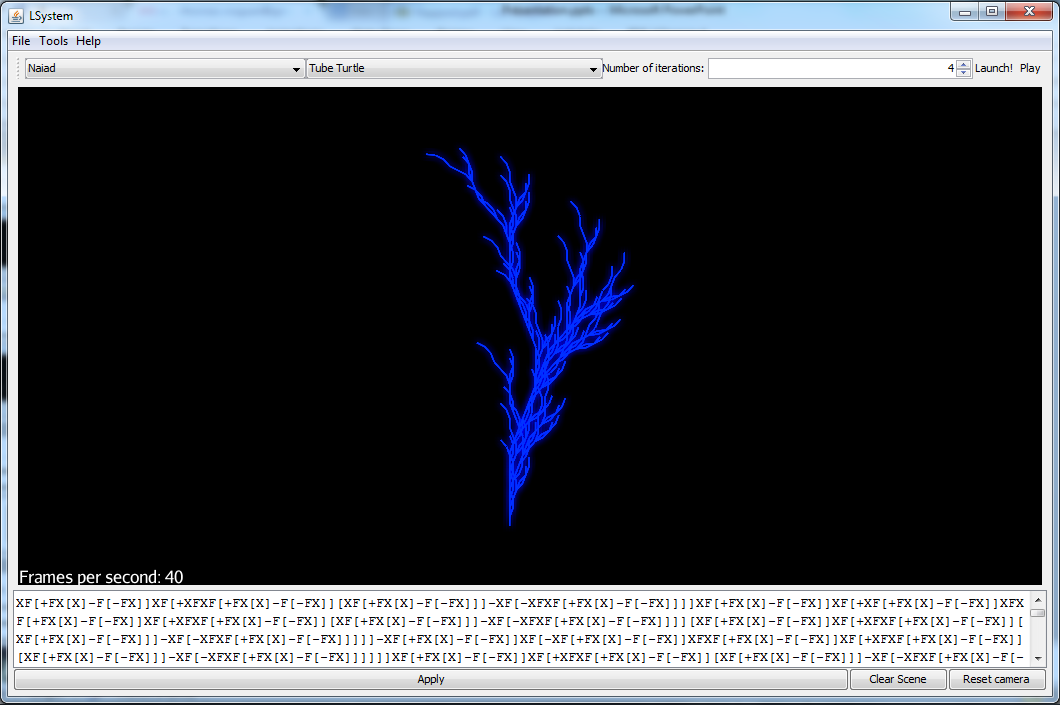 LSystem
File Tools Help
Naiad Tube Turtle Number of iterations: 4 Launch! Play
Frames per second: 40
XF[+FX[X]-F[-FX]]XF[+XFXF[+FX[X]-F[-FX]][XF[+FX[X]-F[-FX]]]-XF[-XFXF[+FX[X]-F[-FX]]]]XF[+FX[X]-F[-FX]]XF[+XF[+FX[X]-F[-FX]]XFX
F[+FX[X]-F[-FX]]XF[+XFXF[+FX[X]-F[-FX]][XF[+FX[X]-F[-FX]]]-XF[-XFXF[+FX[X]-F[-FX]]]][XF[+FX[X]-F[-FX]]XF[+XFXF[+FX[X]-F[-FX]][
XF[+FX[X]-F[-FX]]]-XF[-XFXF[+FX[X]-F[-FX]]]]]-XF[+FX[X]-F[-FX]]XF[-XF[+FX[X]-F[-FX]]XFXF[+FX[X]-F[-FX]]XF[+XFXF[+FX[X]-F[-FX]]
[XF[+FX[X]-F[-FX]]]-XF[-XFXF[+FX[X]-F[-FX]]]]]]XF[+FX[X]-F[-FX]]XF[+XFXF[+FX[X]-F[-FX]][XF[+FX[X]-F[-FX]]]-XF[-XFXF[+FX[X]-F[-
Apply Clear Scene Reset camera